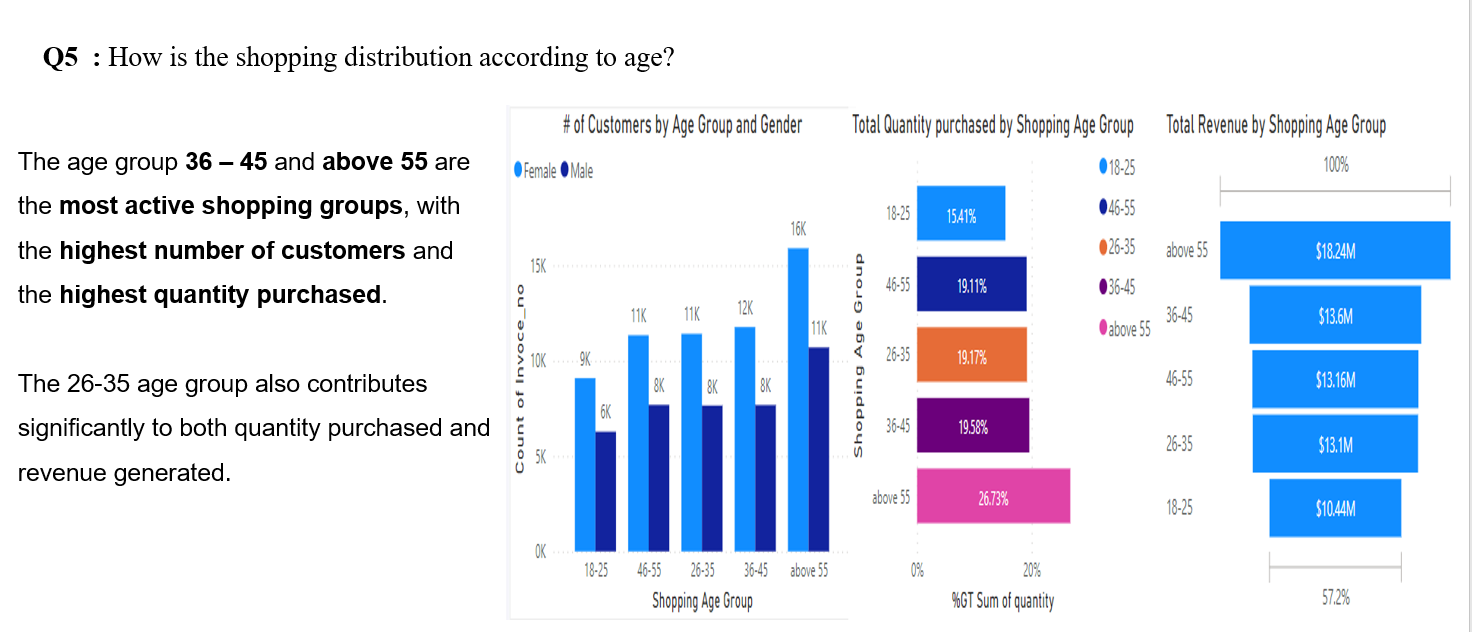 Q5 : How is the shopping distribution according to age?
The age group 36 – 45 and above 55 are
the most active shopping groups, with
the highest number of customers and
the highest quantity purchased.
The 26-35 age group also contributes
significantly to both quantity purchased and
revenue generated.
# of Customers by Age Group and Gender
Female Male
Count of Invoce_no
15K
10K
5K
0K
9K
6K
11K
8K
11K
8K
12K
8K
16K
11K
18-25 46-55 26-35 36-45 above 55
Shopping Age Group
Total Quantity purchased by Shopping Age Group
Shopping Age Group
18-25 15.41%
46-55 19.11%
26-35 19.17%
36-45 19.58%
above 55 26.73%
0% 20%
%GT Sum of quantity
18-25
46-55
26-35
36-45
above 55
Total Revenue by Shopping Age Group
100%
above 55 $18.24M
36-45 $13.6M
46-55 $13.16M
26-35 $13.1M
18-25 $10.44M
57.2%